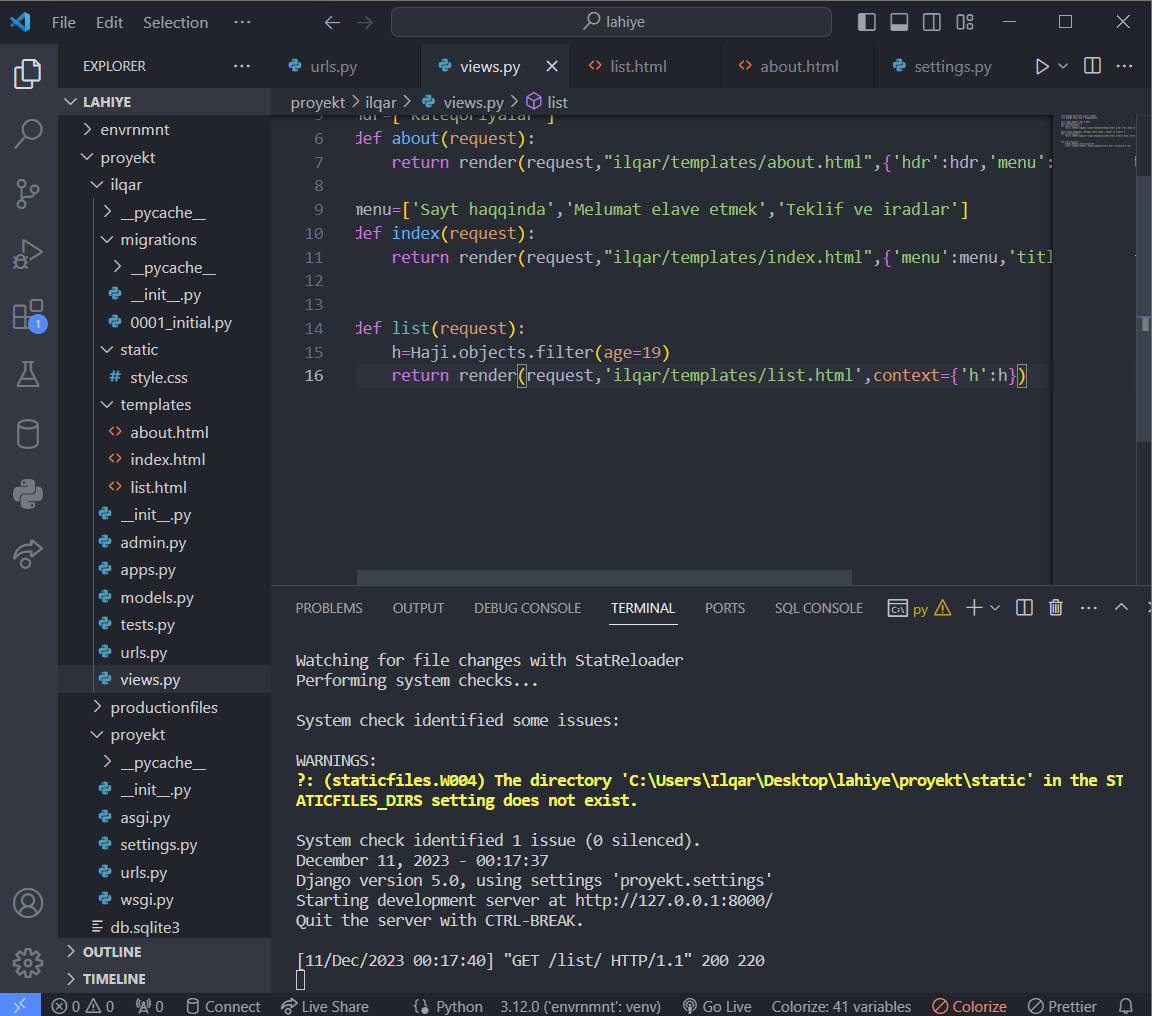 File Edit Selection ··· lahiye
EXPLORER ···
urls.py views.py list.html about.html settings.py
proyekt > ilqar > views.py > list
LAHIYE
envrnmnt
proyekt
ilqar
__pycache__
migrations
__pycache__
__init__.py
0001_initial.py
static
style.css
templates
about.html
index.html
list.html
__init__.py
admin.py
apps.py
models.py
tests.py
urls.py
views.py
productionfiles
proyekt
__pycache__
__init__.py
asgi.py
settings.py
urls.py
wsgi.py
db.sqlite3
OUTLINE
TIMELINE
1
5 hdr=['Kateqoriyalar']
6 def about(request):
7 return render(request,"ilqar/templates/about.html",{'hdr':hdr,'menu':
8
9 menu=['Sayt haqqinda','Melumat elave etmek','Teklif ve iradlar']
10 def index(request):
11 return render(request,"ilqar/templates/index.html",{'menu':menu,'titl
12
13
14 def list(request):
15 h=Haji.objects.filter(age=19)
16 return render(request,'ilqar/templates/list.html',context={'h':h})
PROBLEMS OUTPUT DEBUG CONSOLE TERMINAL PORTS SQL CONSOLE py
Watching for file changes with StatReloader
Performing system checks...
System check identified some issues:
WARNINGS:
?: (staticfiles.W004) The directory 'C:\Users\Ilqar\Desktop\lahiye\proyekt\static' in the ST
ATICFILES_DIRS setting does not exist.
System check identified 1 issue (0 silenced).
December 11, 2023 - 00:17:37
Django version 5.0, using settings 'proyekt.settings'
Starting development server at http://127.0.0.1:8000/
Quit the server with CTRL-BREAK.
[11/Dec/2023 00:17:40] "GET /list/ HTTP/1.1" 200 220
0 0 0 Connect Live Share Python 3.12.0 ('envrnmnt': venv) Go Live Colorize: 41 variables Colorize Prettier